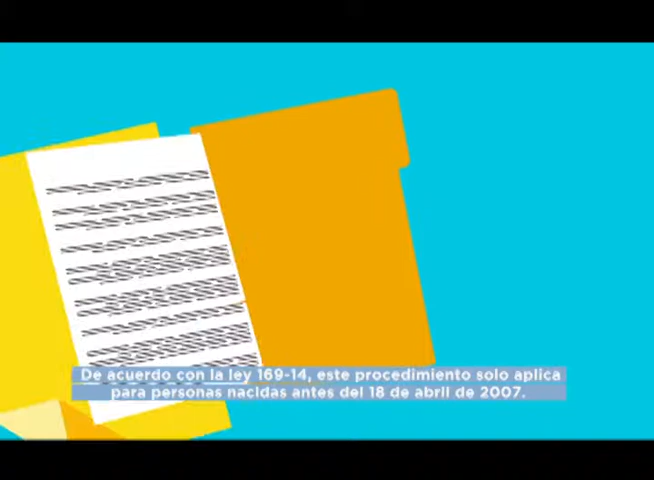 De acuerdo con la ley 169-14, este procedimiento solo aplica
para personas nacidas antes del 18 de abril de 2007.